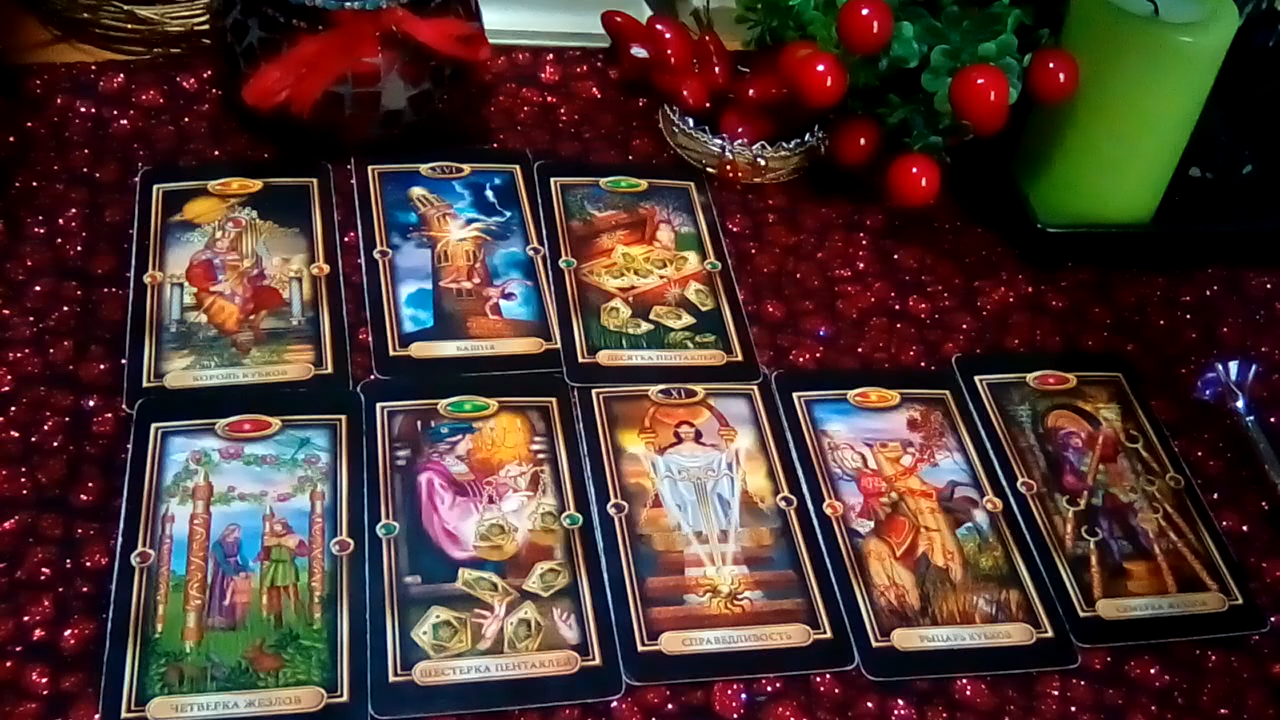 КОРОЛЬ КУБКОВ
XVI
БАШНЯ
ДЕСЯТКА ПЕНТАКЛЕЙ
ЧЕТВЕРКА ЖЕЗЛОВ
ШЕСТЕРКА ПЕНТАКЛЕЙ
XI
СПРАВЕДЛИВОСТЬ
РЫЦАРЬ КУБКОВ
СЕМЕРКА ЖЕЗЛОВ